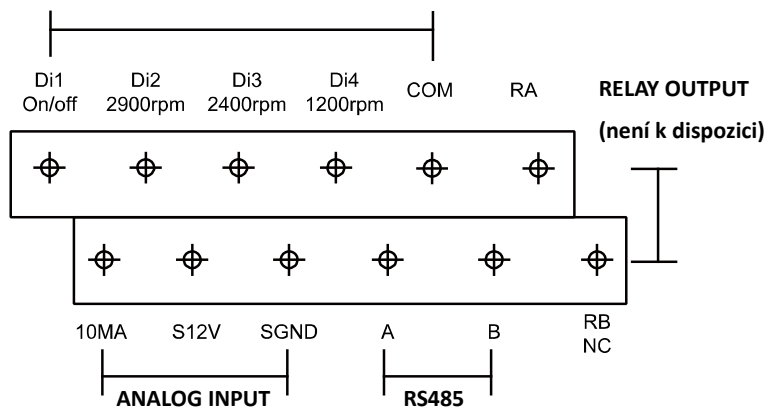 Di1
On/off
Di2
2900rpm
Di3
2400rpm
Di4
1200rpm
COM
RA
RELAY OUTPUT
(není k dispozici)
10MA
S12V
SGND
A
B
RB
NC
ANALOG INPUT
RS485